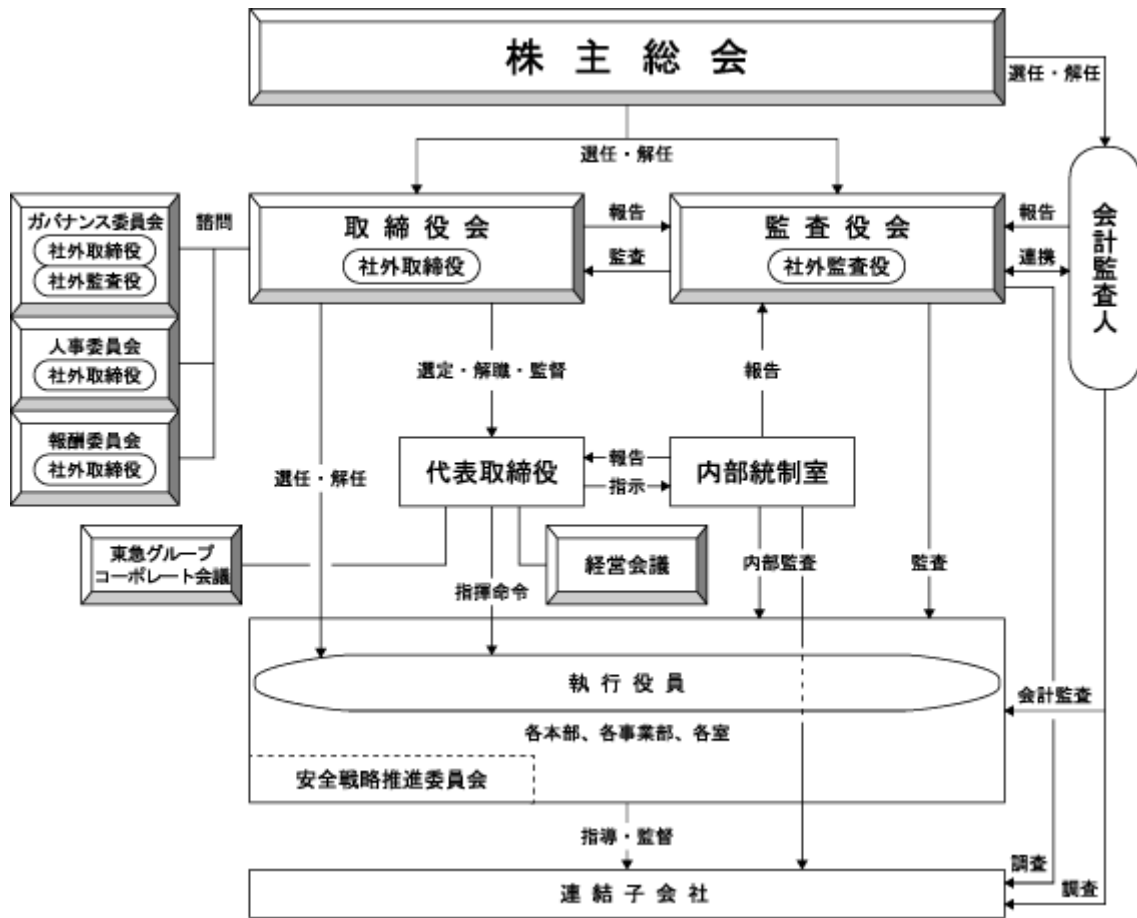 株主総会
選任・解任
選任・解任
ガバナンス委員会
社外取締役
社外監査役
諮問
取締役会
社外取締役
報告
監査
監査役会
社外監査役
報告
連携
会計監査人
人事委員会
社外取締役
選定・解職・監督
報告
報酬委員会
社外取締役
選任・解任
代表取締役
報告
指示
内部統制室
東急グループ
コーポレート会議
指揮命令
経営会議
内部監査
監査
執行役員
会計監査
各本部、各事業部、各室
安全戦略推進委員会
指導・監督
調査
調査
連結子会社